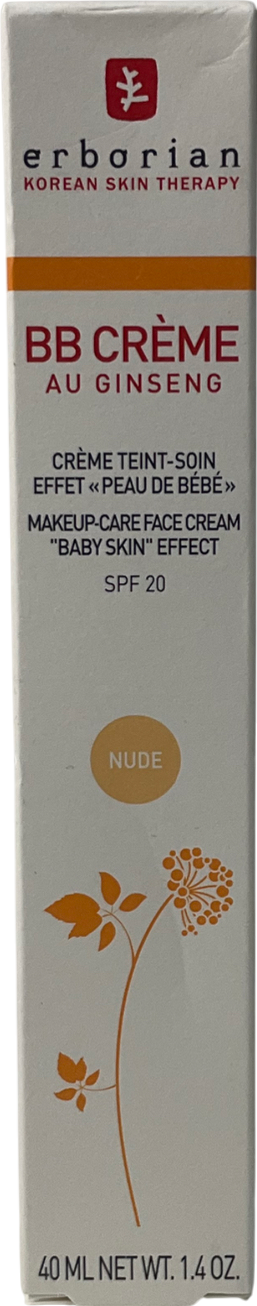 erborian
KOREAN SKIN THERAPY
BB CRÈME
AU GINSENG
CRÈME TEINT-SOIN
EFFET «PEAU DE BÉBÉ»
MAKEUP-CARE FACE CREAM
"BABY SKIN" EFFECT
SPF 20
NUDE
40 ML NET WT. 1.4 OZ.